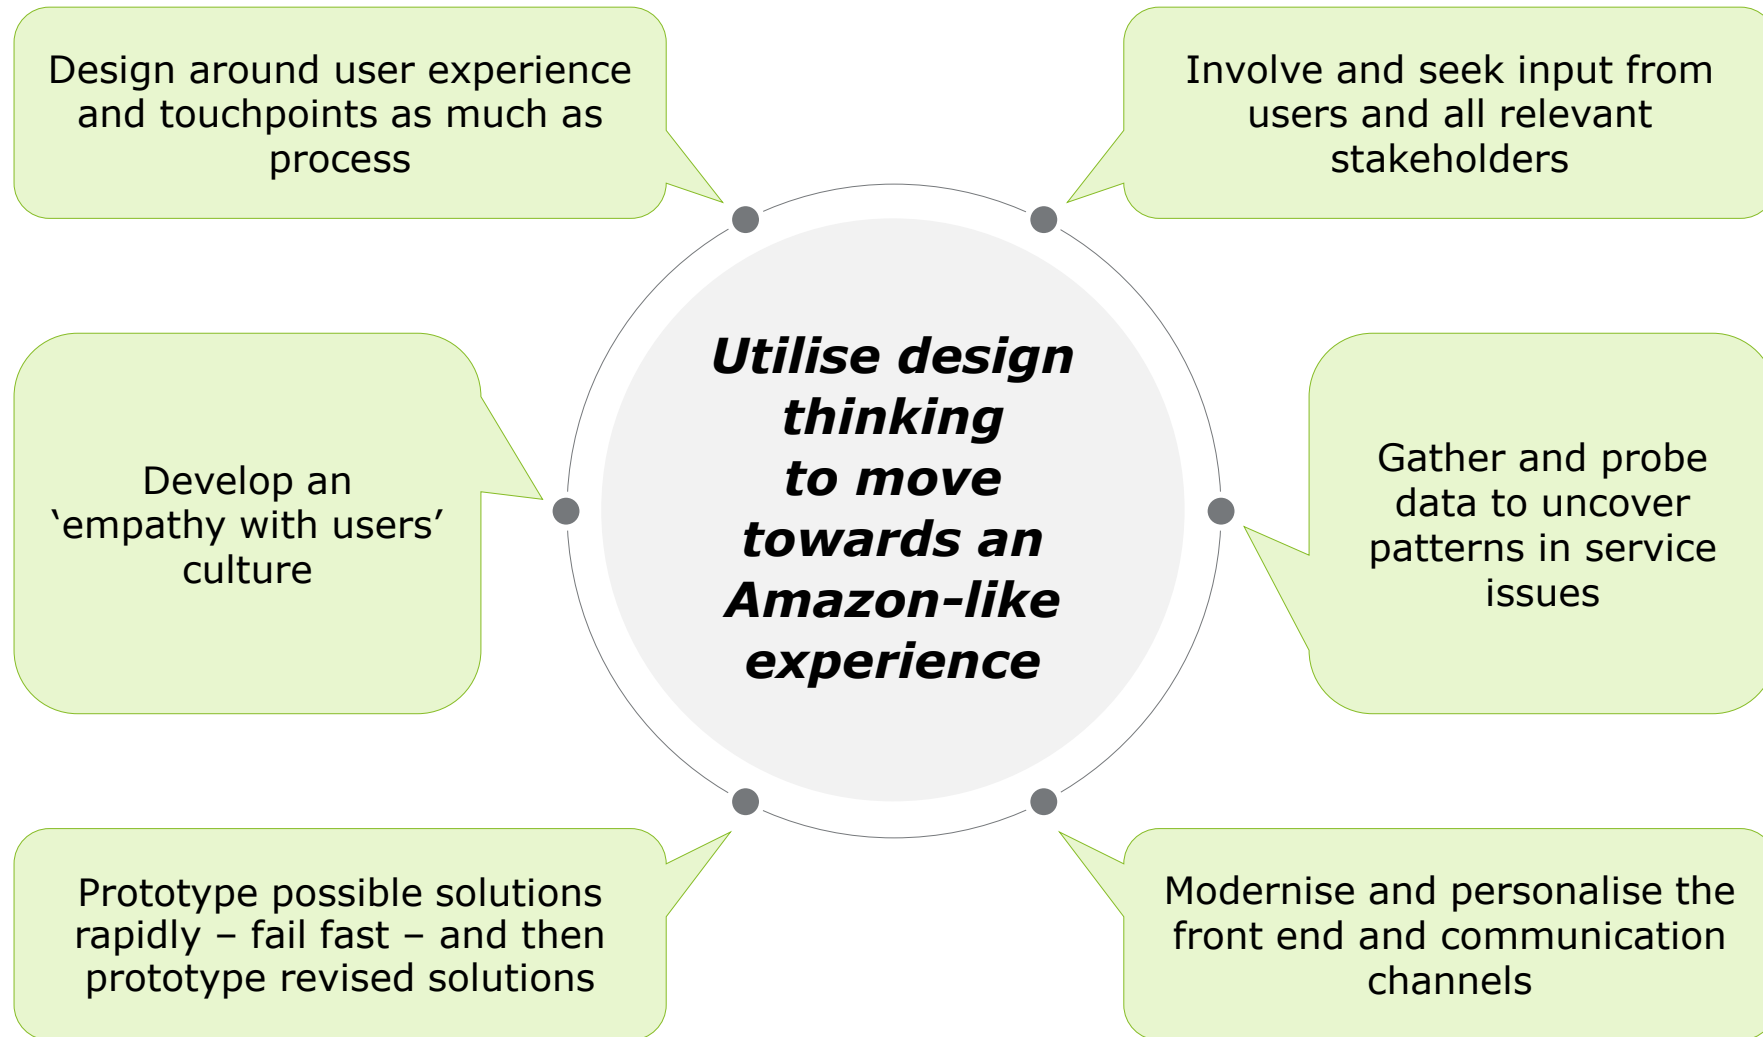 Design around user experience
and touchpoints as much as
process
Involve and seek input from
users and all relevant
stakeholders
Utilise design
thinking
to move
towards an
Amazon–like
experience
Develop an
‘empathy with users’
culture
Gather and probe
data to uncover
patterns in service
issues
Prototype possible solutions
rapidly – fail fast – and then
prototype revised solutions
Modernise and personalise the
front end and communication
channels